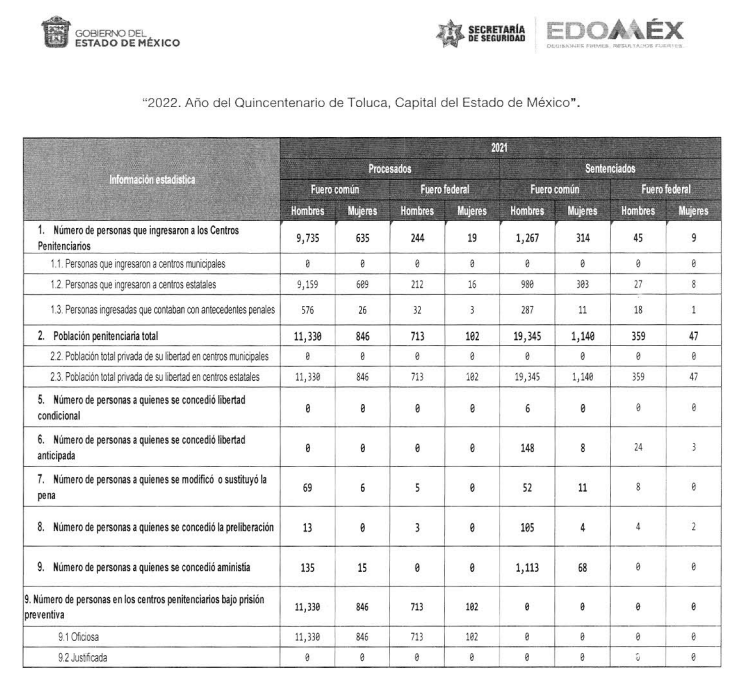 GOBIERNO DEL
ESTADO DE MÉXICO
SECRETARÍA
DE SEGURIDAD
EDOMÉX
DECISIONES FIRMES, RESULTADOS FUERTES.
“2022. Año del Quincentenario de Toluca, Capital del Estado de México”.
Información estadistica
2021
Procesados Sentenciados
Fuero común Fuero federal Fuero común Fuero federal
Hombres Mujeres Hombres Mujeres Hombres Mujeres Hombres Mujeres
1. Número de personas que ingresaron a los Centros
Penitenciarios 9,735 635 244 19 1,267 314 45 9
1.1. Personas que ingresaron a centros municipales 0 0 0 0 0 0 0 0
1.2. Personas que ingresaron a centros estatales 9,159 609 212 16 980 303 27 8
1.3. Personas ingresadas que contaban con antecedentes penales 576 26 32 3 287 11 18 1
2. Población penitenciaria total 11,330 846 713 102 19,345 1,140 359 47
2.2. Población total privada de su libertad en centros municipales 0 0 0 0 0 0 0 0
2.3. Población total privada de su libertad en centros estatales 11,330 846 713 102 19,345 1,140 359 47
5. Número de personas a quienes se concedió libertad
condicional 0 0 0 0 6 0 0 0
6. Número de personas a quienes se concedió libertad
anticipada 0 0 0 0 148 8 24 3
7. Número de personas a quienes se modificó o sustituyó la
pena 69 6 5 0 52 11 8 0
8. Número de personas a quienes se concedió la preliberación 13 0 3 0 105 4 4 2
9. Número de personas a quienes se concedió aministia 135 15 0 0 1,113 68 0 0
9. Número de personas en los centros penitenciarios bajo prisión
preventiva 11,330 846 713 102 0 0 0 0
9.1 Oficiosa 11,330 846 713 102 0 0 0 0
9.2 Justificada 0 0 0 0 0 0 0 0